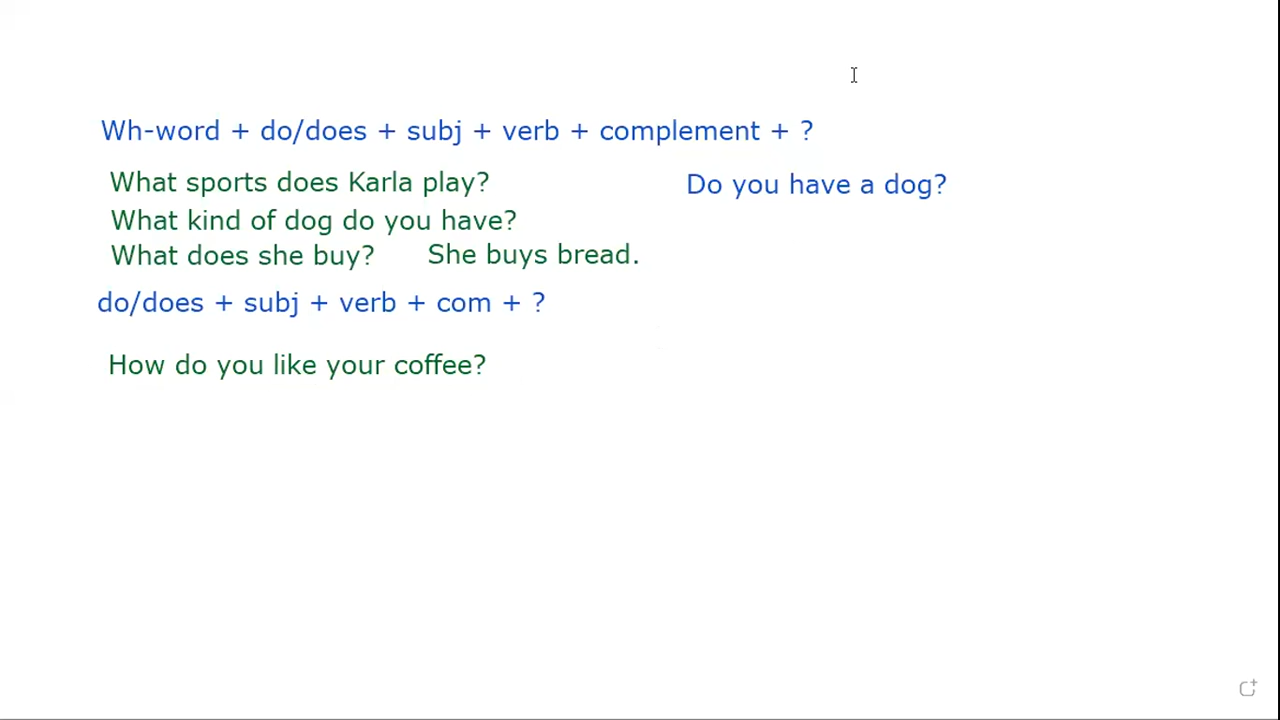 Wh-word + do/does + subj + verb + complement + ?
What sports does Karla play?
Do you have a dog?
What kind of dog do you have?
What does she buy?
She buys bread.
do/does + subj + verb + com + ?
How do you like your coffee?